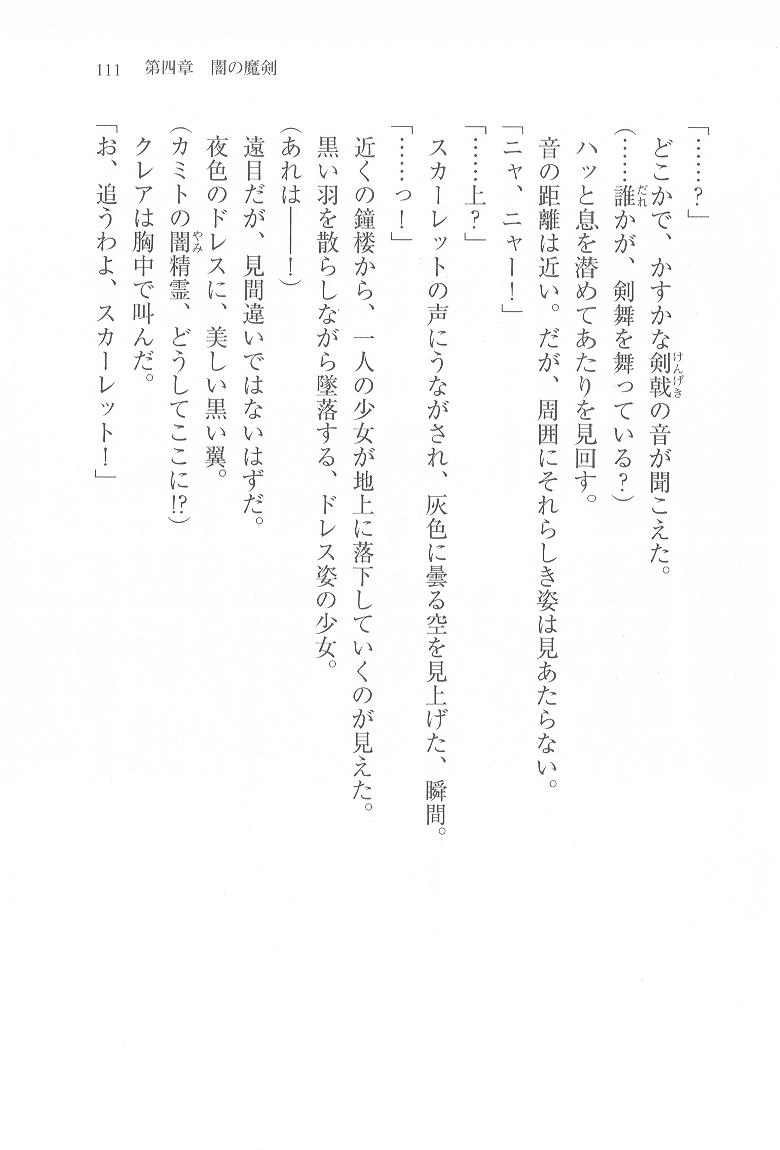 111　第四章　闇の魔剣
「……？」
どこかで、かすかな剣戟の音が聞こえた。
けんげき
（……誰かが、剣舞を舞っている？）
だれ
ハッと息を潜めてあたりを見回す。
音の距離は近い。だが、周囲にそれらしき姿は見あたらない。
「ニャ、ニャー！」
「……上？」
スカーレットの声にうながされ、灰色に曇る空を見上げた、瞬間。
「……っ！」
近くの鐘楼から、一人の少女が地上に落下していくのが見えた。
黒い羽を散らしながら墜落する、ドレス姿の少女。
（あれは――！）
遠目だが、見間違いではないはずだ。
夜色のドレスに、美しい黒い翼。
（カミトの闇精霊、どうしてここに!?）
やみ
クレアは胸中で叫んだ。
「お、追うわよ、スカーレット！」